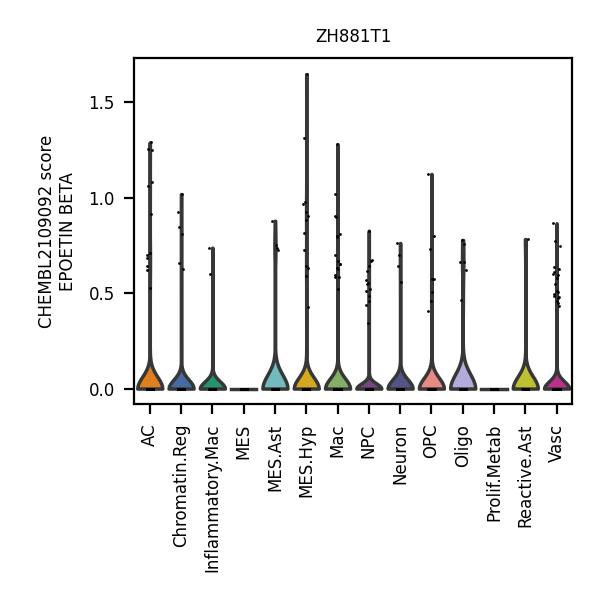 ZH881T1
CHEMBL2109092 score
EPOETIN BETA
1.5
1.0
0.5
0.0
AC
Chromatin.Reg
Inflammatory.Mac
MES
MES.Ast
MES.Hyp
Mac
NPC
Neuron
OPC
Oligo
Prolif.Metab
Reactive.Ast
Vasc